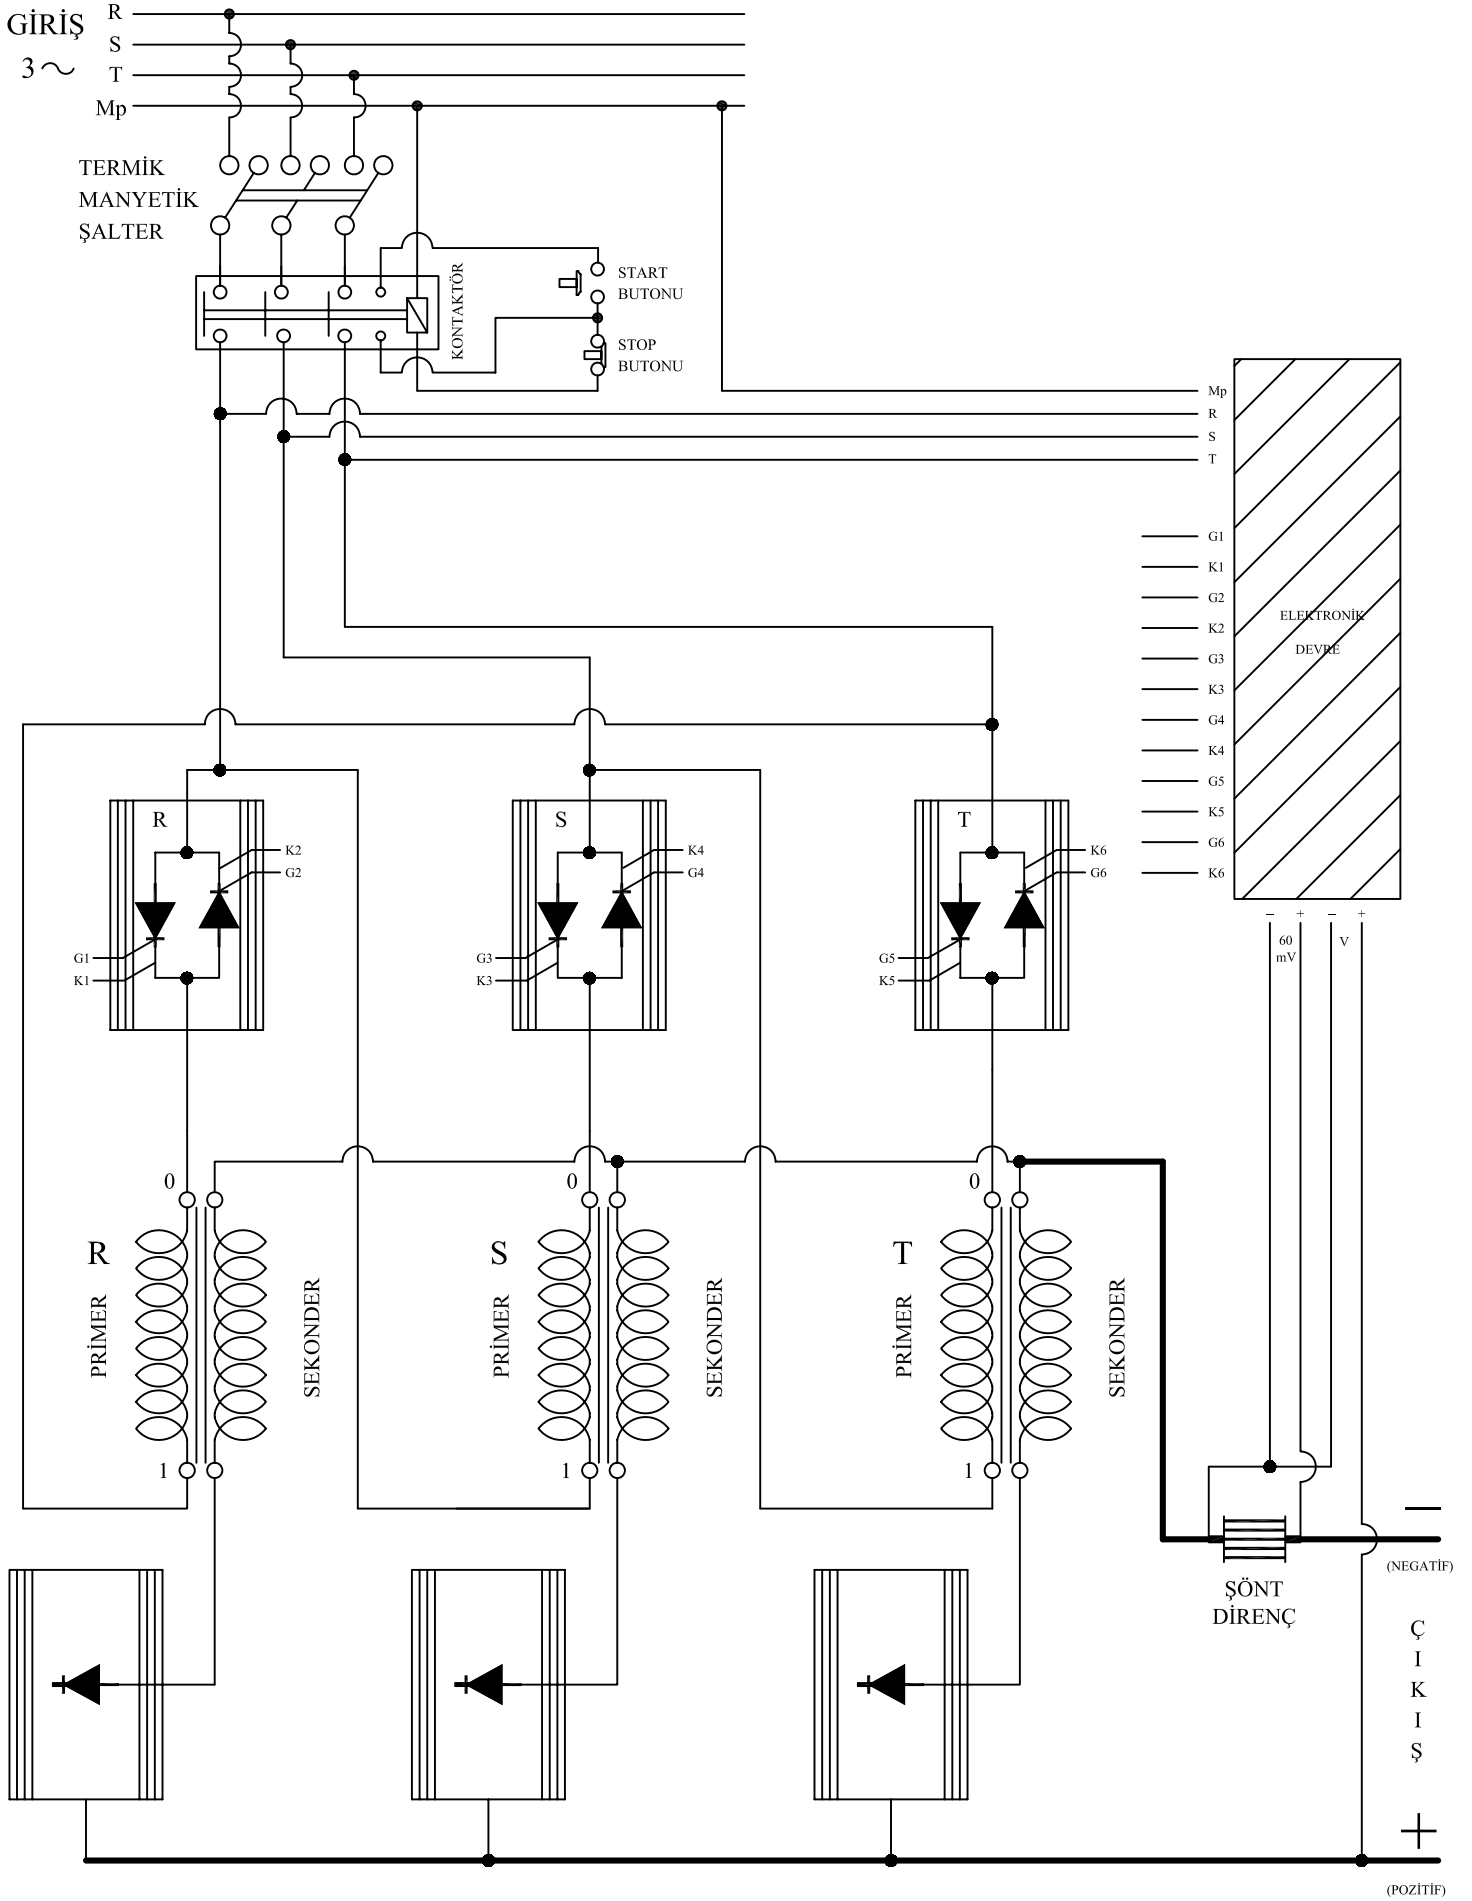 GİRİŞ
3
R
S
T
Mp
TERMİK
MANYETİK
ŞALTER
KONTAKTÖR
START
BUTONU
STOP
BUTONU
Mp
R
S
T
G1
K1
G2
K2
G3
K3
G4
K4
G5
K5
G6
K6
ELEKTRONİK
DEVRE
− + − +
60
mV
V
R
K2
G2
G1
K1
S
K4
G4
G3
K3
T
K6
G6
G5
K5
0
R
PRİMER
SEKONDER
1
0
S
PRİMER
SEKONDER
1
0
T
PRİMER
SEKONDER
1
ŞÖNT
DİRENÇ
−
(NEGATİF)
Ç
I
K
I
Ş
+
(POZİTİF)